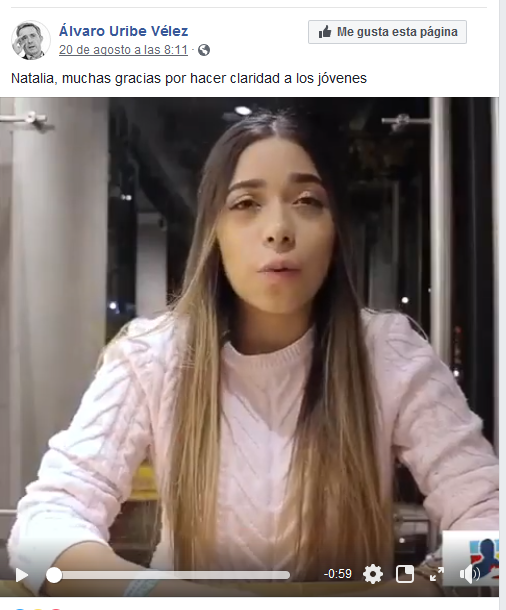 Álvaro Uribe Vélez
Me gusta esta página
20 de agosto a las 8:11 ·
Natalia, muchas gracias por hacer claridad a los jóvenes
-0:59